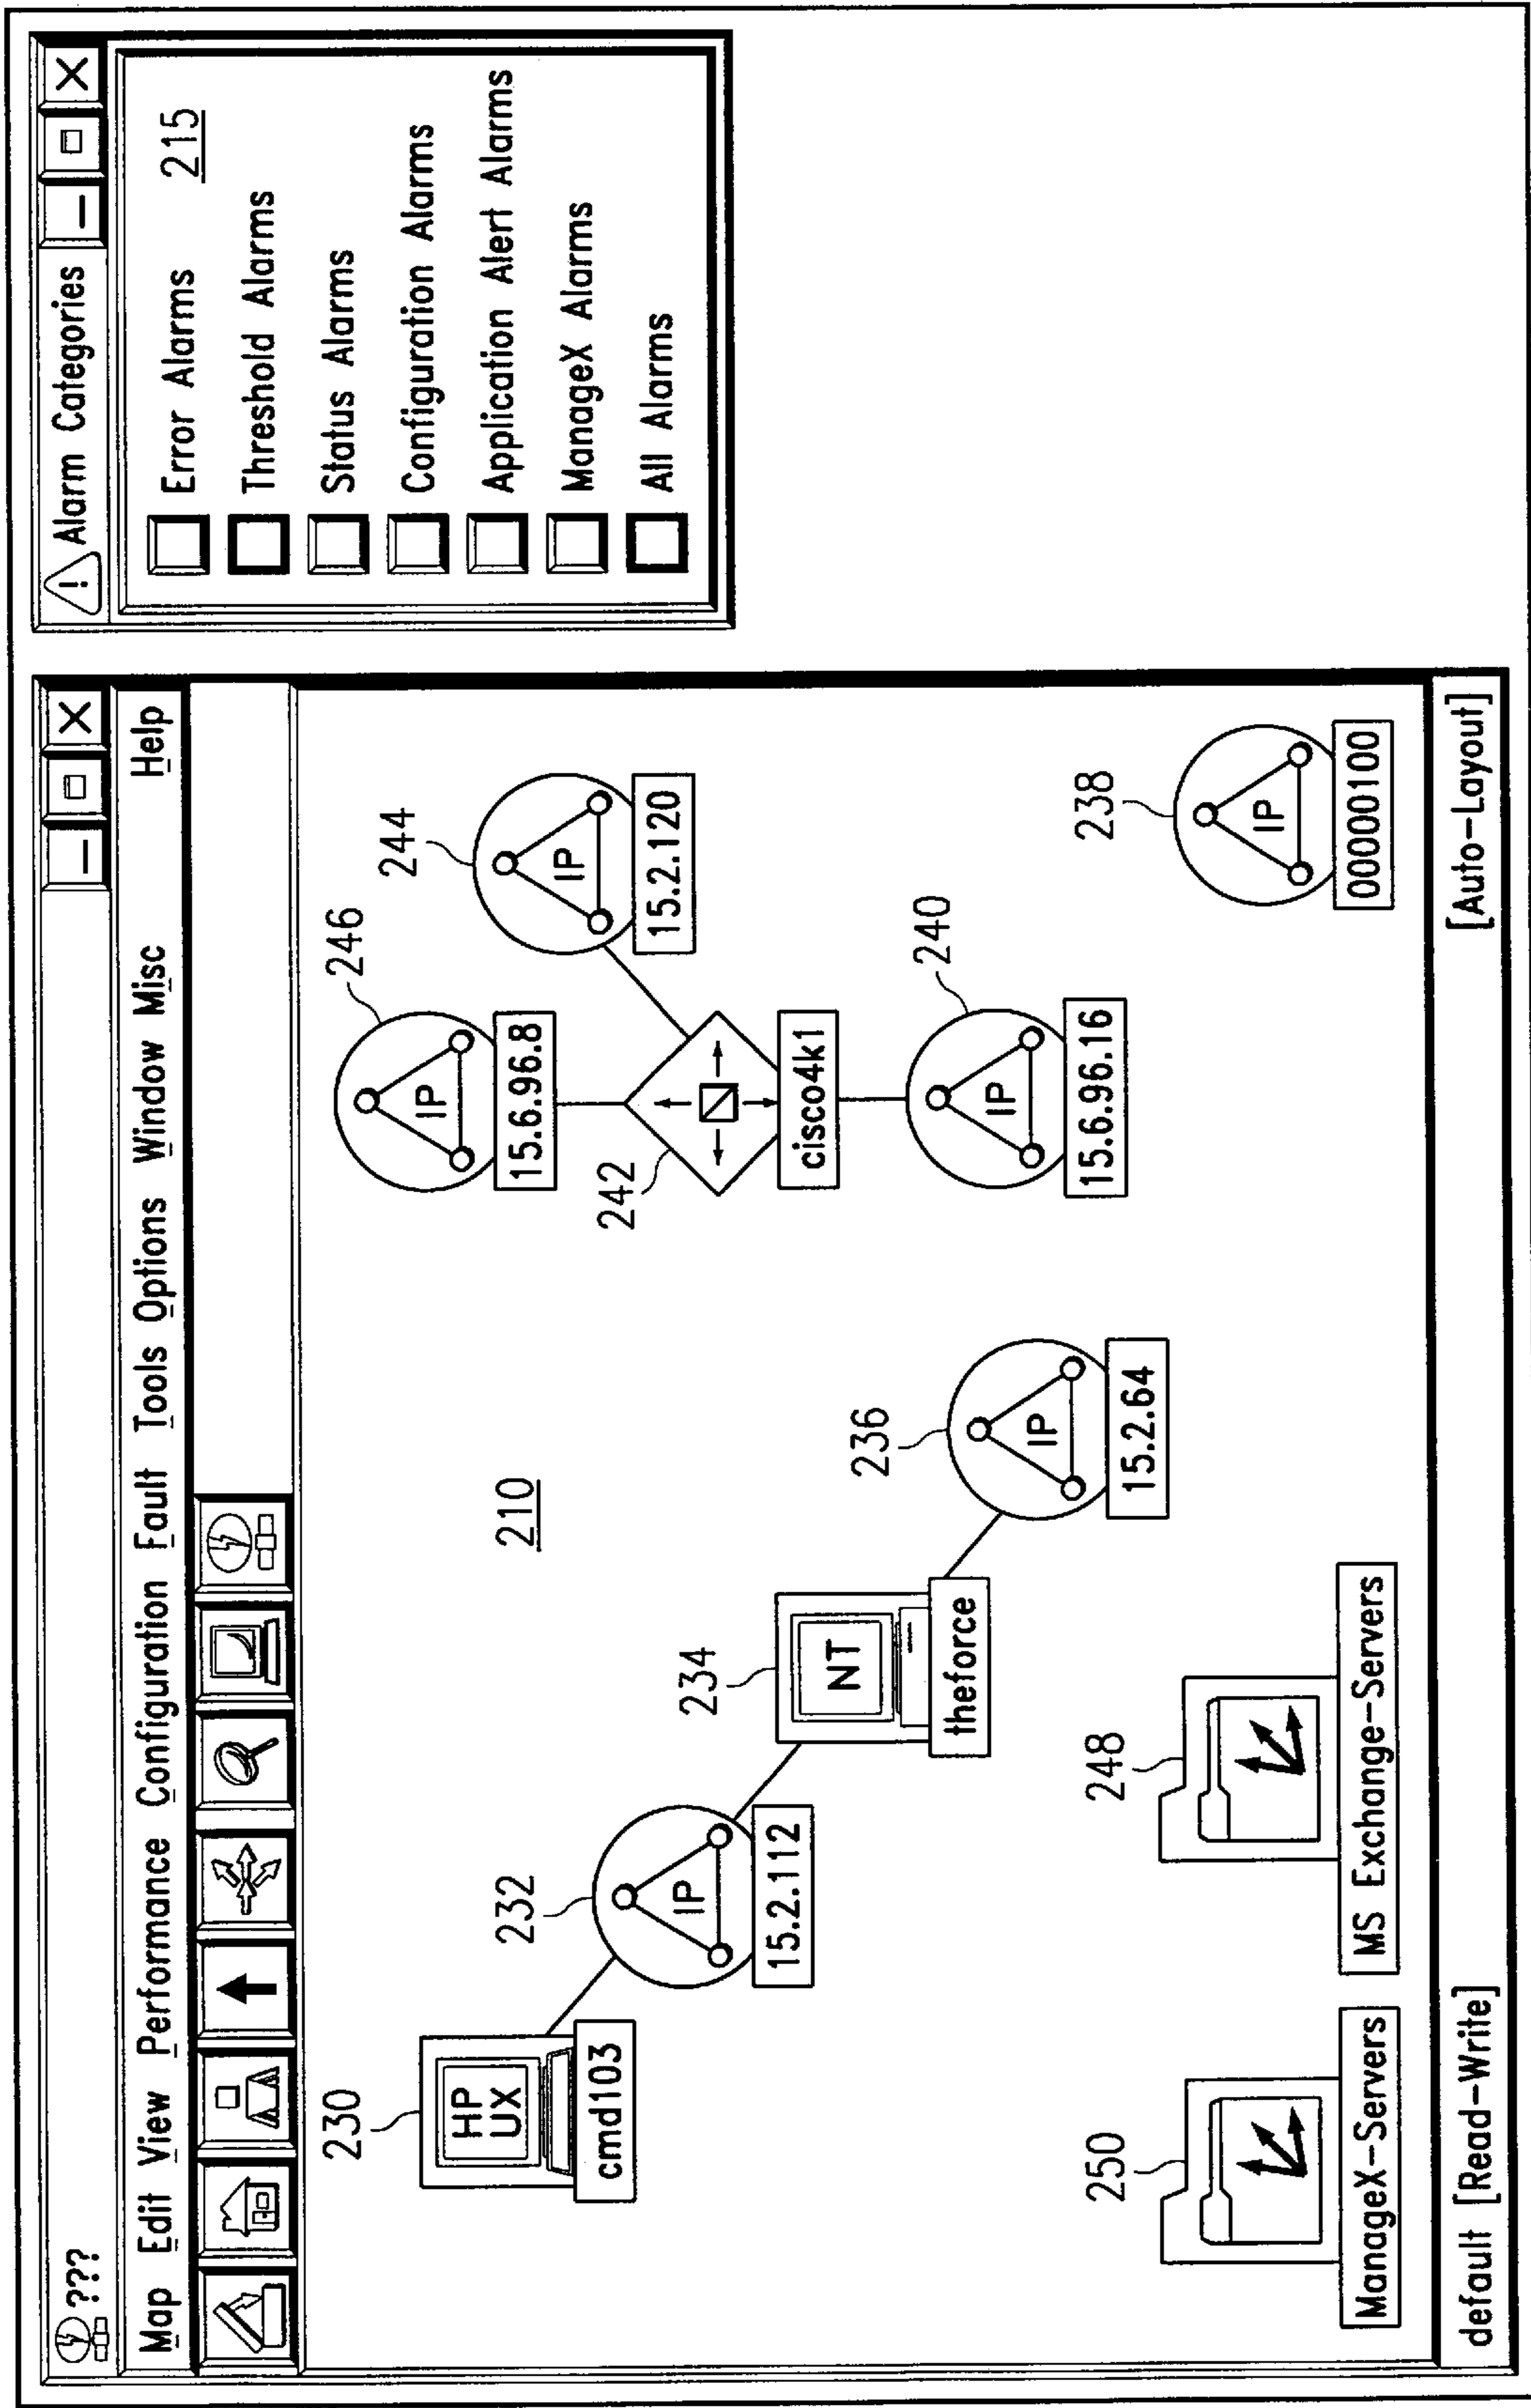 ???
Map Edit View Performance Configuration Fault Tools Options Window Misc Help
210
230
HP
UX
cmd103
232
IP
15.2.112
234
NT
theforce
236
IP
15.2.64
246
IP
15.6.96.8
244
IP
15.2.120
242
cisco4k1
240
IP
15.6.96.16
238
IP
00000100
250
ManageX-Servers
248
MS Exchange-Servers
default [Read-Write] [Auto-Layout]
! Alarm Categories
215
Error Alarms
Threshold Alarms
Status Alarms
Configuration Alarms
Application Alert Alarms
ManageX Alarms
All Alarms